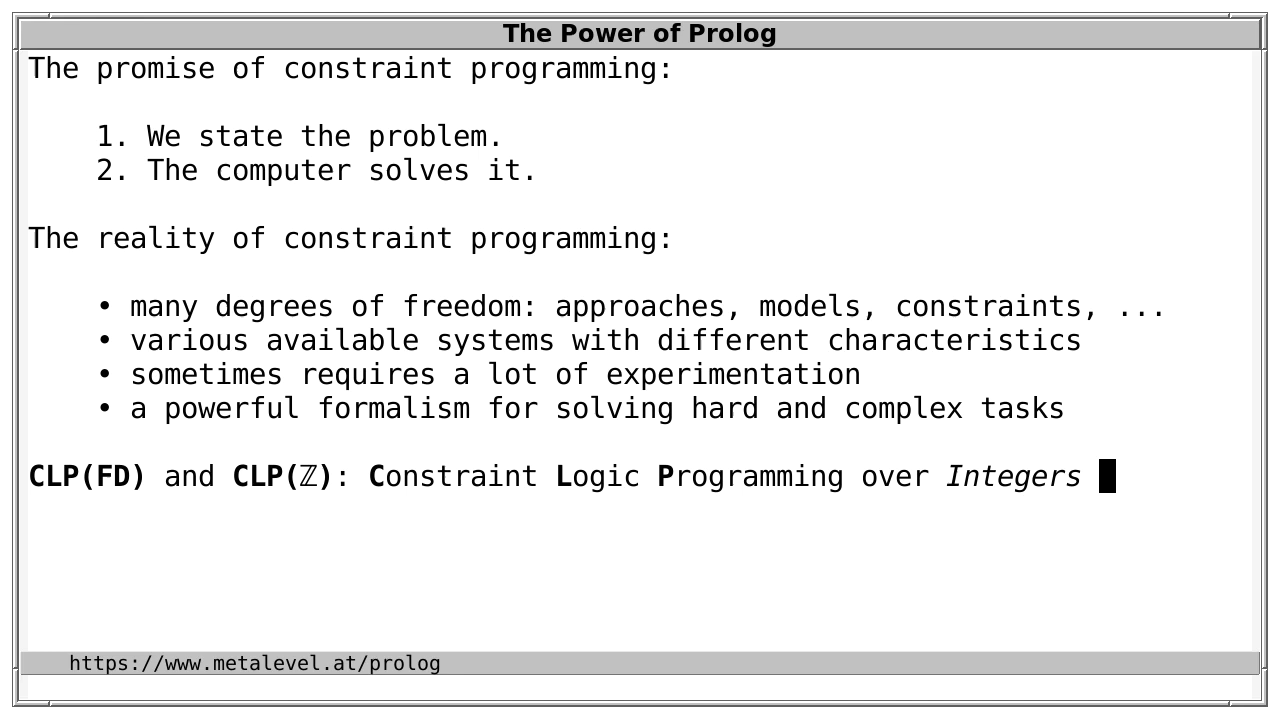 The Power of Prolog
The promise of constraint programming:
1. We state the problem.
2. The computer solves it.
The reality of constraint programming:
• many degrees of freedom: approaches, models, constraints, ...
• various available systems with different characteristics
• sometimes requires a lot of experimentation
• a powerful formalism for solving hard and complex tasks
CLP(FD) and CLP(ℤ): Constraint Logic Programming over Integers
https://www.metalevel.at/prolog